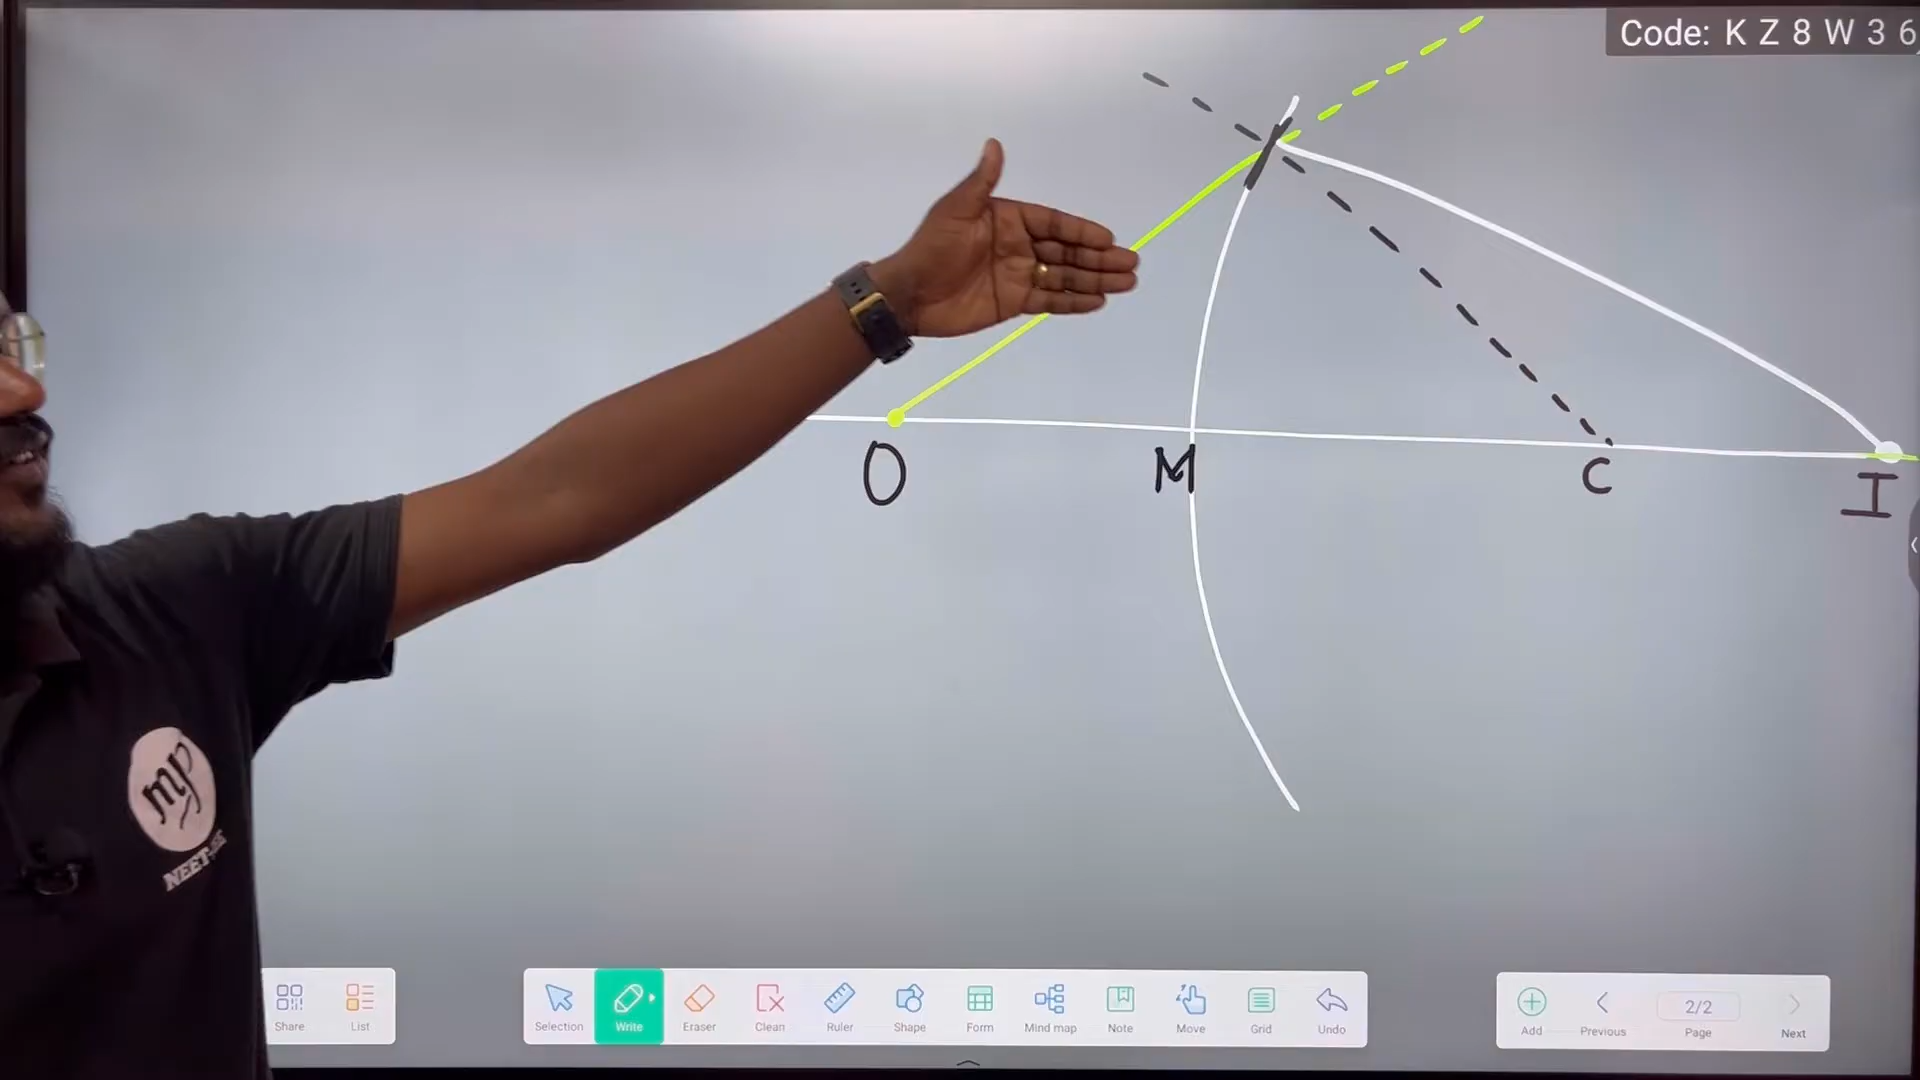 Code: K Z 8 W 3 6
O
M
C
I
mp
NEET
Share
List
Selection
Write
Eraser
Clean
Ruler
Shape
Form
Mind map
Note
Move
Grid
Undo
Add
Previous
2/2
Page
Next